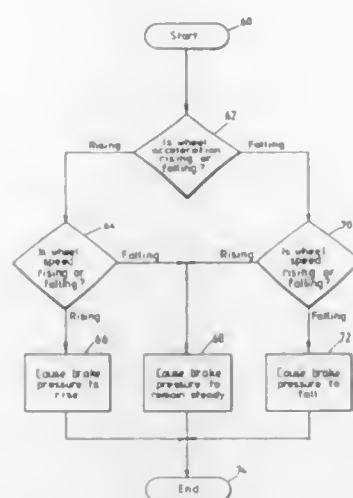 60
Start
62
Is wheel
acceleration
rising or
falling?
Rising
Falling
64
Is wheel
speed
rising or
falling?
Falling
Rising
70
Is wheel
speed
rising or
falling?
Rising
Falling
66
Cause brake
pressure to
rise
68
Cause brake
pressure to
remain steady
72
Cause brake
pressure to
fall
74
End